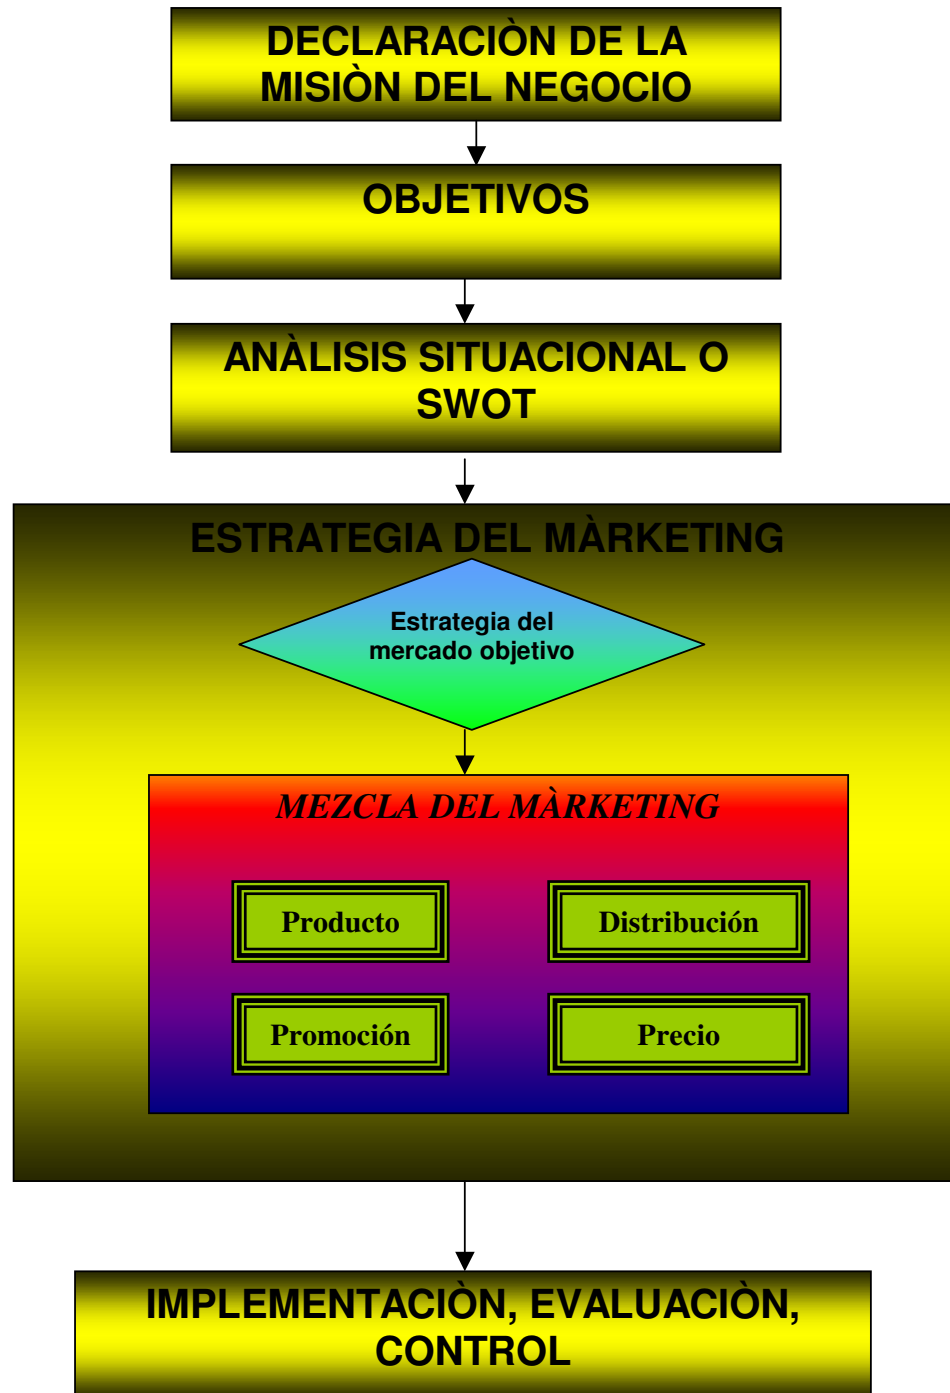 DECLARACIÒN DE LA
MISIÒN DEL NEGOCIO
OBJETIVOS
ANÀLISIS SITUACIONAL O
SWOT
ESTRATEGIA DEL MÀRKETING
Estrategia del
mercado objetivo
MEZCLA DEL MÀRKETING
Producto
Distribución
Promoción
Precio
IMPLEMENTACIÒN, EVALUACIÒN,
CONTROL